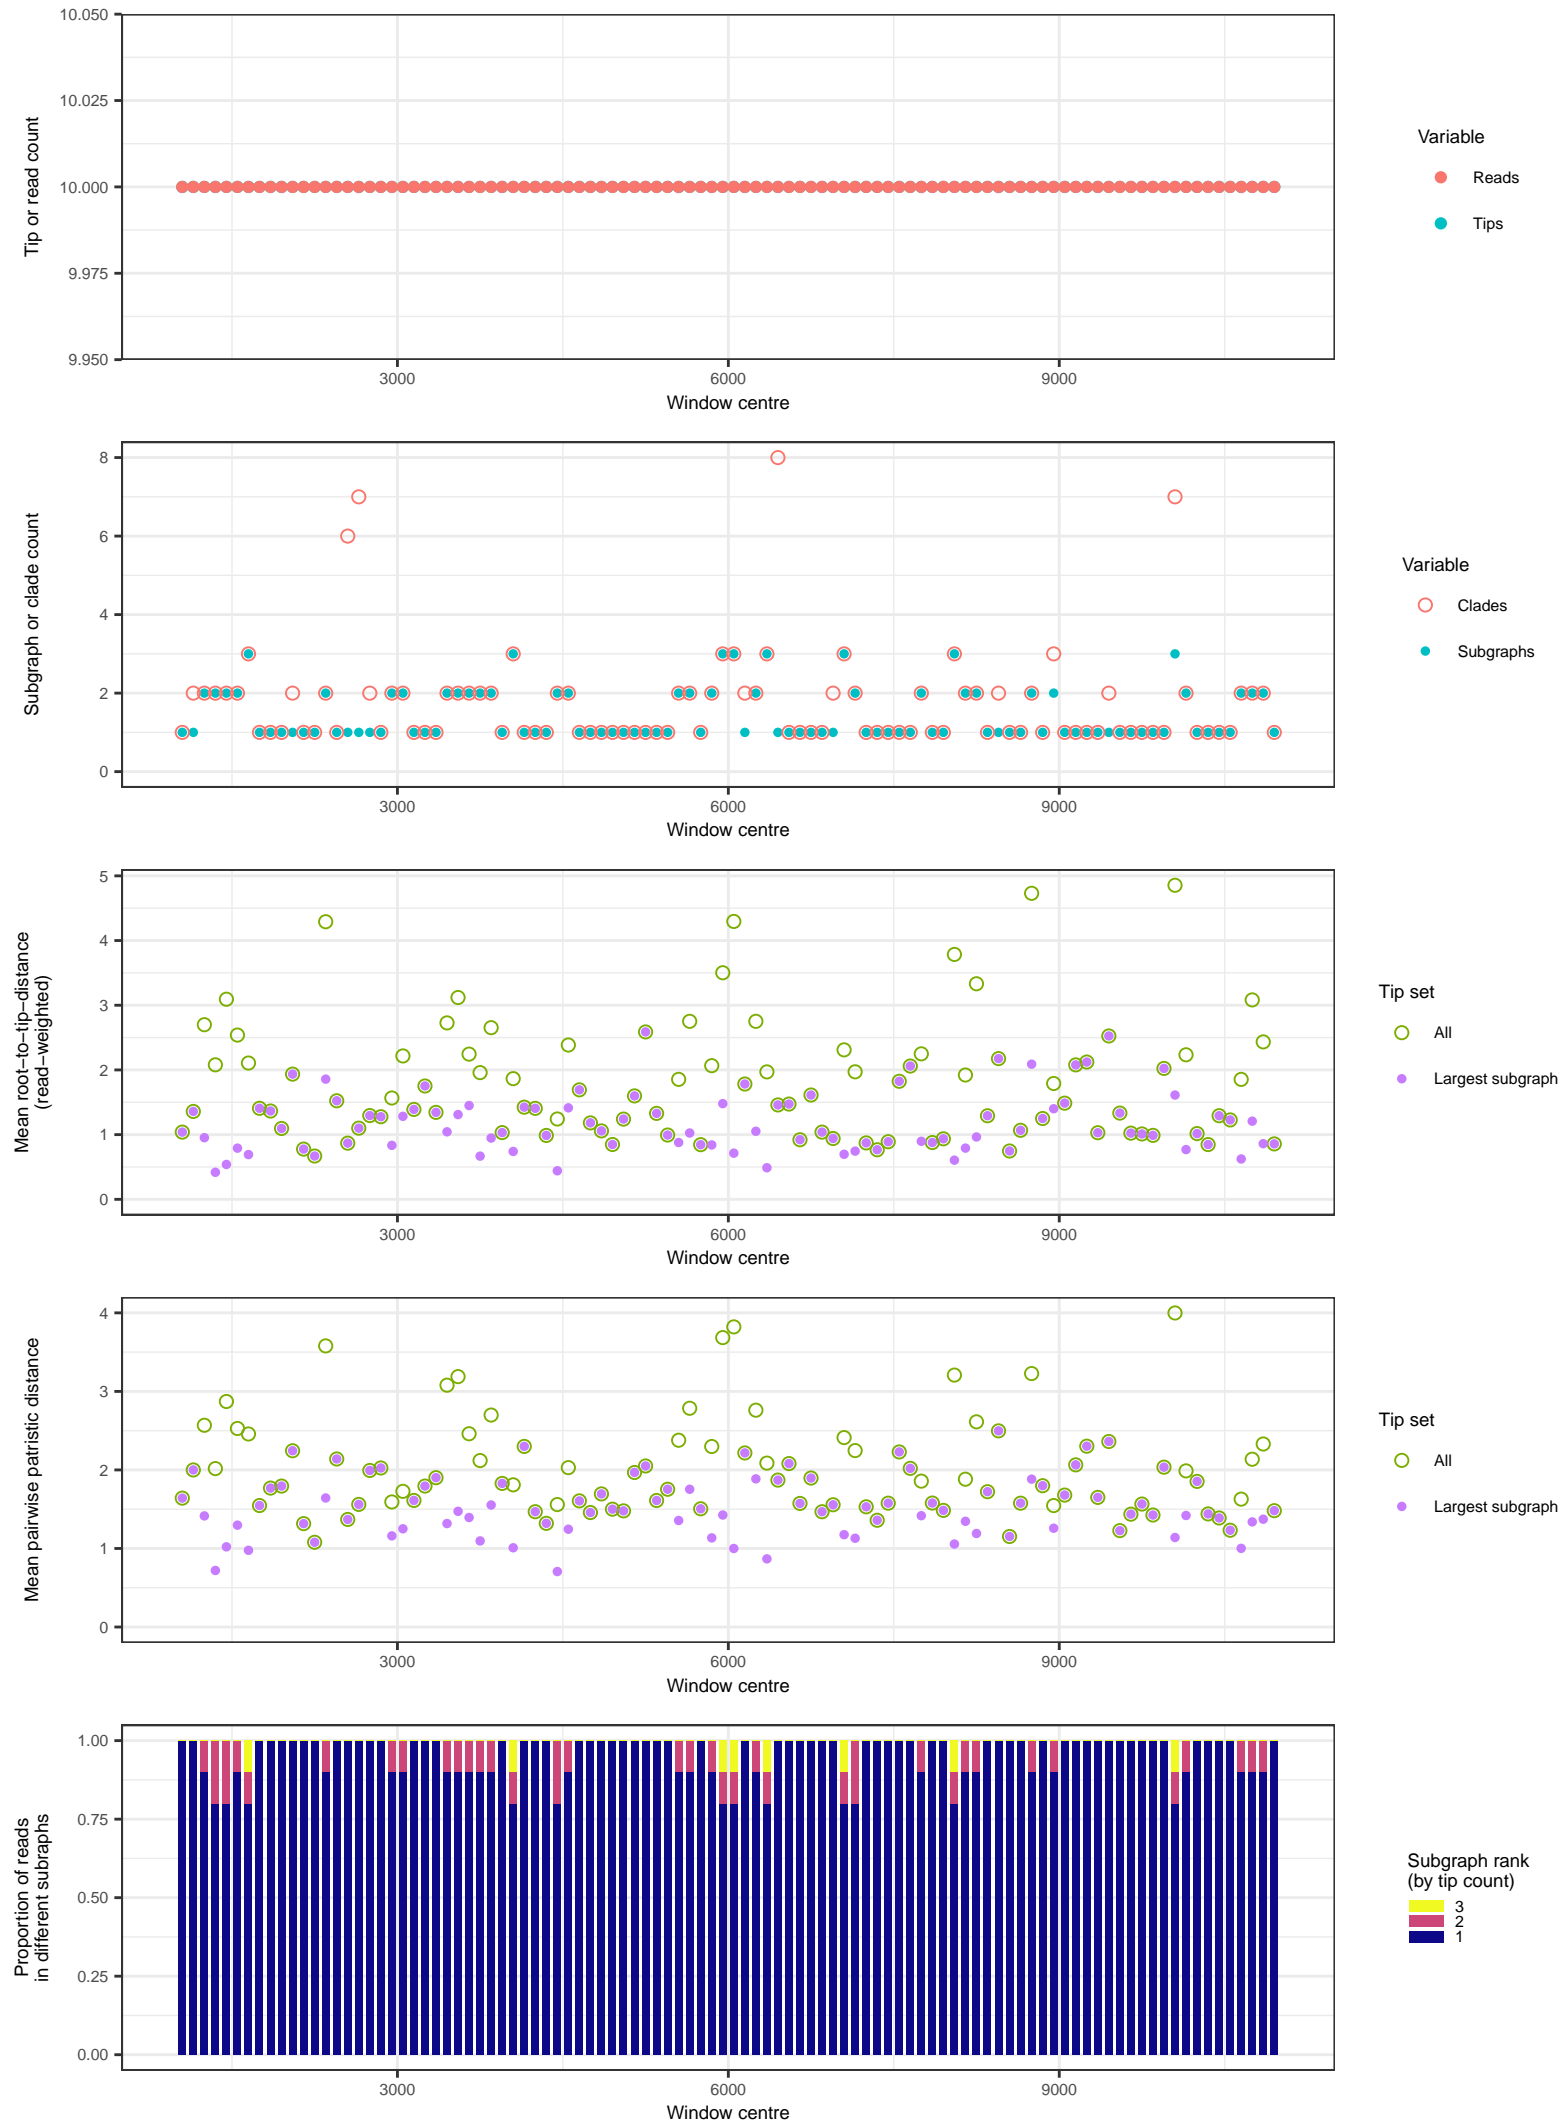 10.050
10.025
10.000
9.975
9.950
Tip or read count
3000 6000 9000
Window centre
Variable
Reads
Tips
8
6
4
2
0
Subgraph or clade count
3000 6000 9000
Window centre
Variable
Clades
Subgraphs
5
4
3
2
1
0
Mean root−to−tip−distance
(read−weighted)
3000 6000 9000
Window centre
Tip set
All
Largest subgraph
4
3
2
1
0
Mean pairwise patristic distance
3000 6000 9000
Window centre
Tip set
All
Largest subgraph
1.00
0.75
0.50
0.25
0.00
Proportion of reads
in different subraphs
3000 6000 9000
Window centre
Subgraph rank
(by tip count)
3
2
1